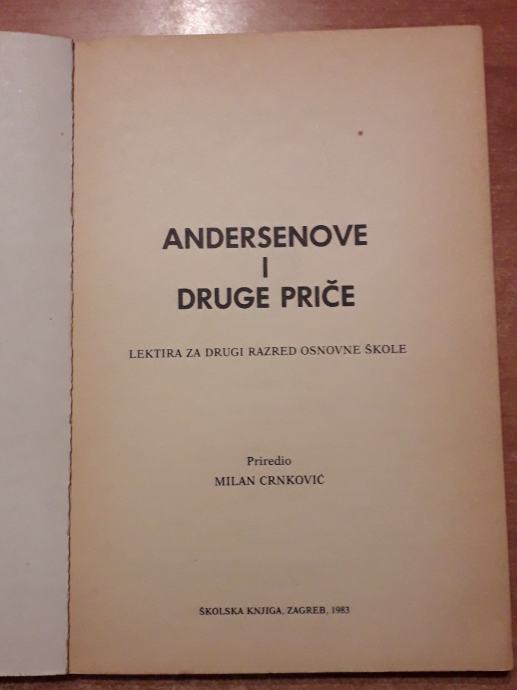 ANDERSENOVE
I
DRUGE PRIČE
LEKTIRA ZA DRUGI RAZRED OSNOVNE ŠKOLE
Priredio
MILAN CRNKOVIĆ
ŠKOLSKA KNJIGA, ZAGREB, 1983